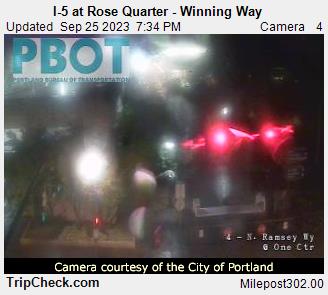 I-5 at Rose Quarter - Winning Way
Updated Sep 25 2023 7:34 PM Camera 4
PBOT
PORTLAND BUREAU OF TRANSPORTATION
4 - N. Ramsey Wy
@ One Ctr
Camera courtesy of the City of Portland
TripCheck.com Milepost302.00